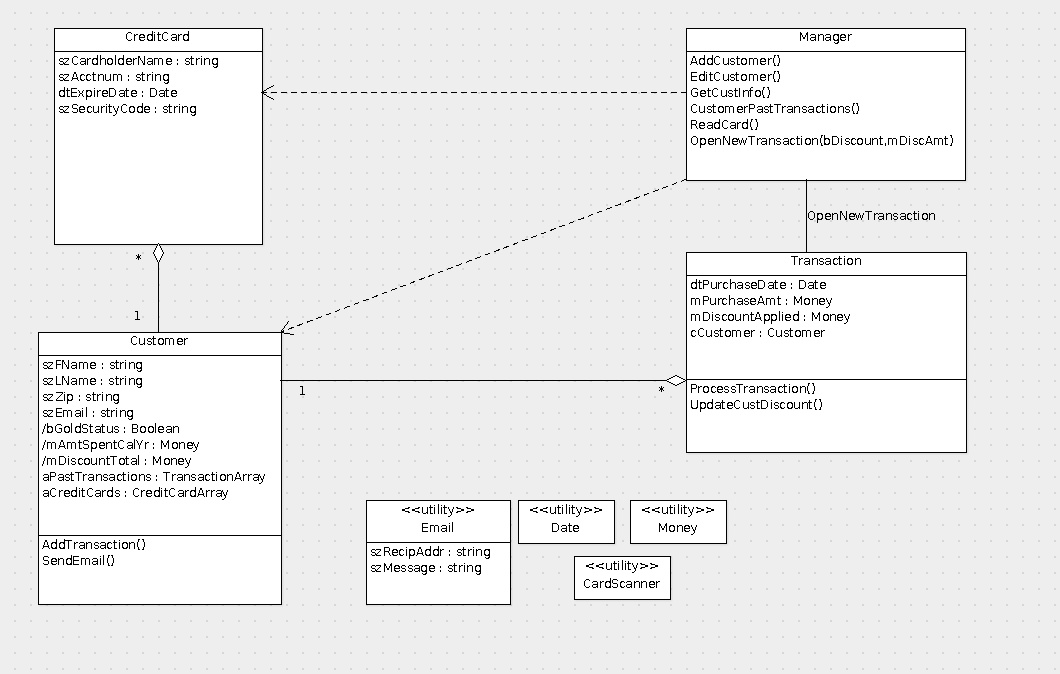 CreditCard
szCardholderName : string
szAcctnum : string
dtExpireDate : Date
szSecurityCode : string
Manager
AddCustomer()
EditCustomer()
GetCustInfo()
CustomerPastTransactions()
ReadCard()
OpenNewTransaction(bDiscount,mDiscAmt)
OpenNewTransaction
*
1
Transaction
dtPurchaseDate : Date
mPurchaseAmt : Money
mDiscountApplied : Money
cCustomer : Customer
ProcessTransaction()
UpdateCustDiscount()
Customer
szFName : string
szLName : string
szZip : string
szEmail : string
/bGoldStatus : Boolean
/mAmtSpentCalYr : Money
/mDiscountTotal : Money
aPastTransactions : TransactionArray
aCreditCards : CreditCardArray
AddTransaction()
SendEmail()
1
*
<<utility>>
Email
szRecipAddr : string
szMessage : string
<<utility>>
Date
<<utility>>
Money
<<utility>>
CardScanner